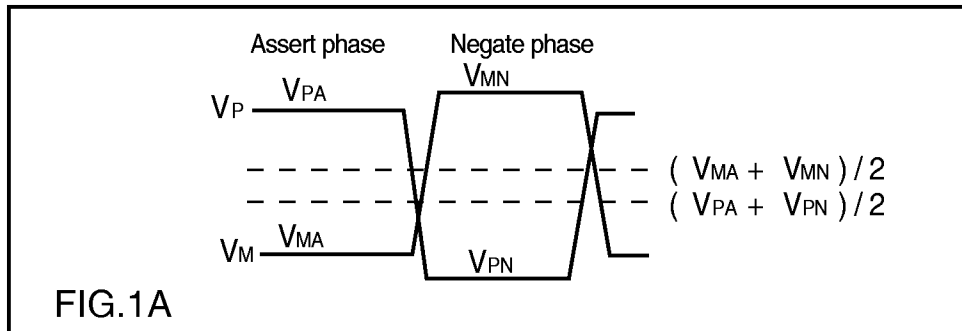 Assert phase Negate phase
VP VPA VMN
(VMA + VMN)/2
(VPA + VPN)/2
VM VMA VPN
FIG.1A